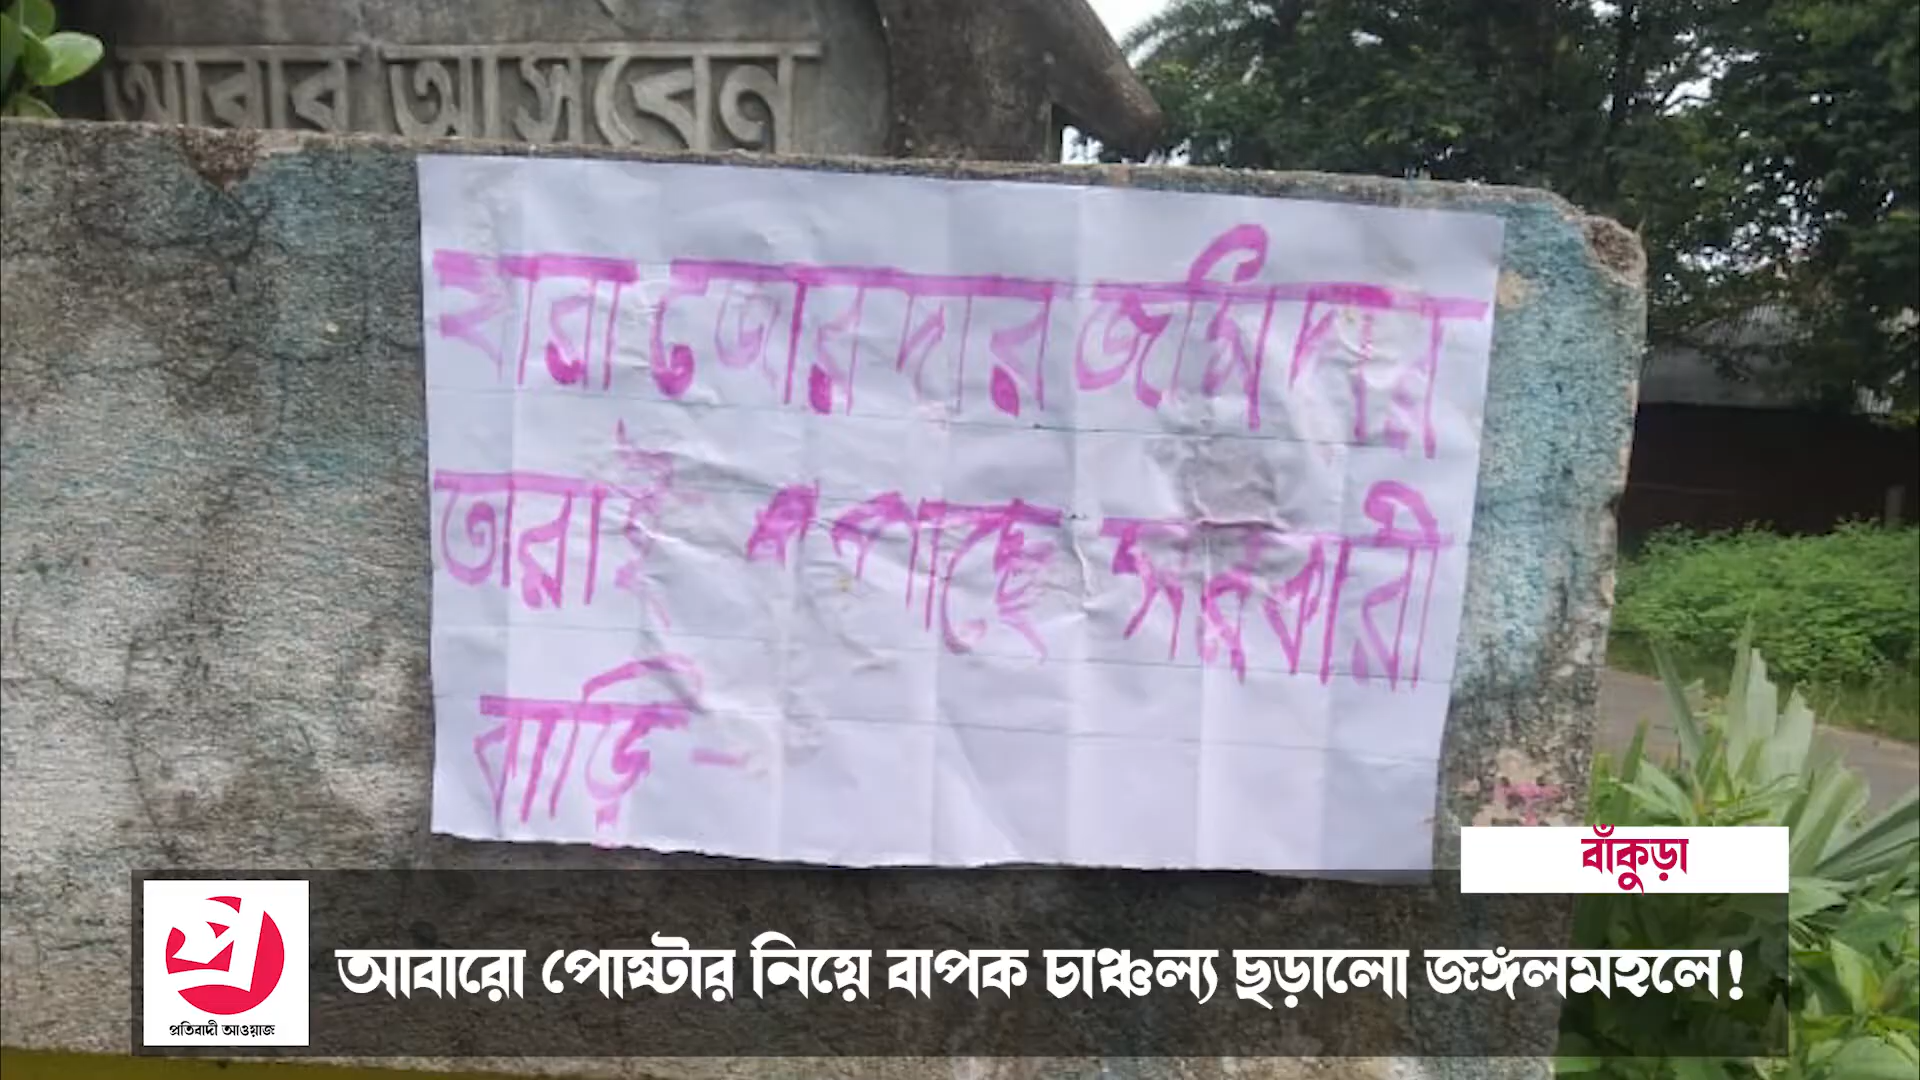 আবার আসবেন
যারা জোরদার জমিদার
তারাই পাচ্ছে সরকারী
বাড়ি -
বাঁকুড়া
প্র
প্রতিবাদী আওয়াজ
আবারো পোষ্টার নিয়ে বাপক চাঞ্চল্য ছড়ালো জঙ্গলমহলে!